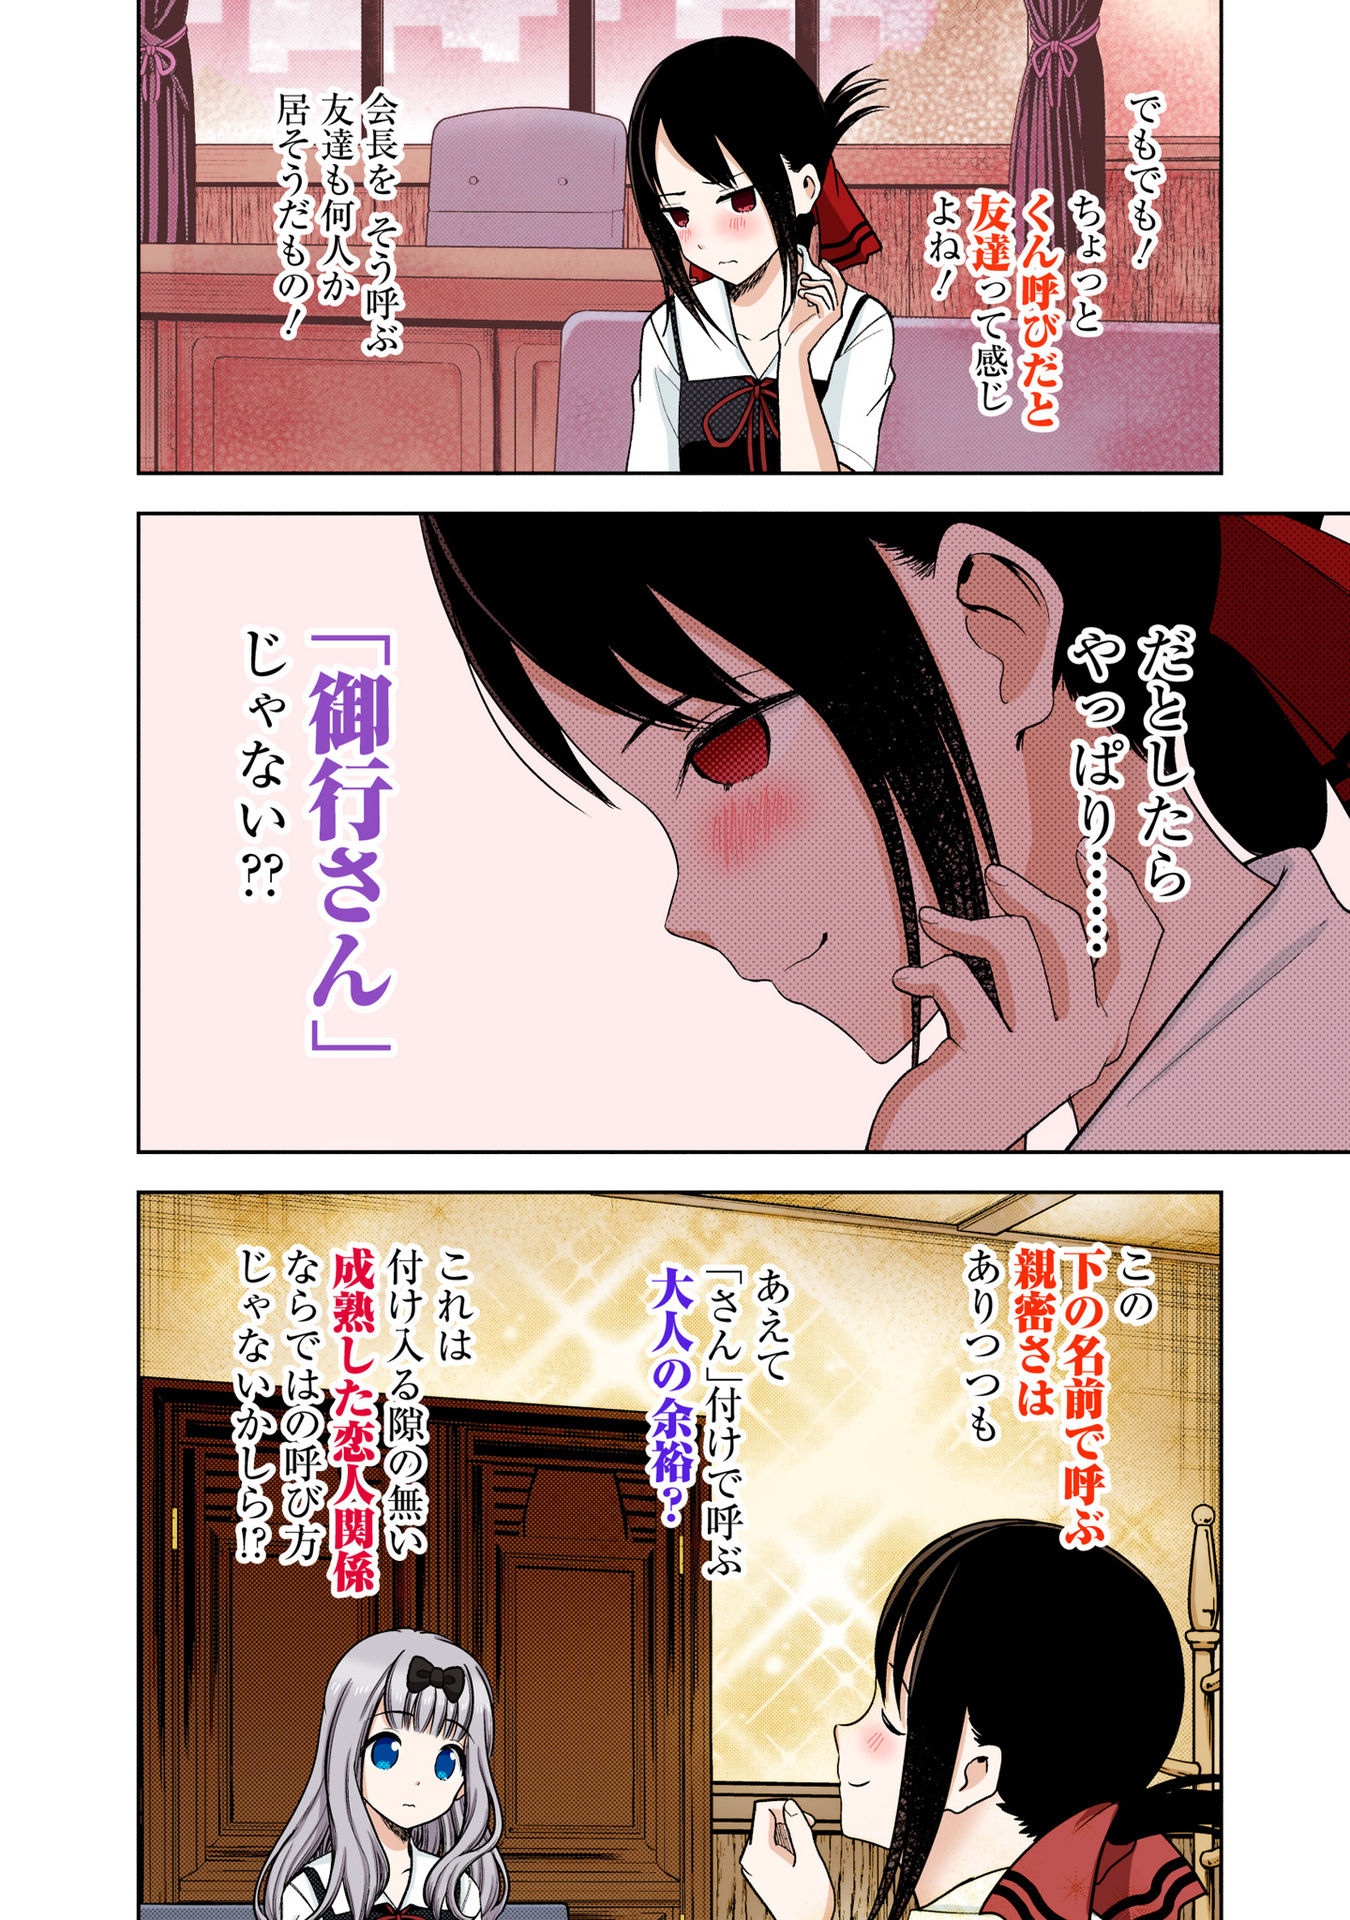 でもでも！
ちょっと
くん呼びだと
友達って感じ
よね！
会長を そう呼ぶ
友達も何人か
居そうだもの！
だとしたら
やっぱり……
「御行さん」
じゃない??
この
下の名前で呼ぶ
親密さは
ありつつも
あえて
「さん」付けで呼ぶ
大人の余裕？
これは
付け入る隙の無い
成熟した恋人関係
ならではの呼び方
じゃないかしら!?